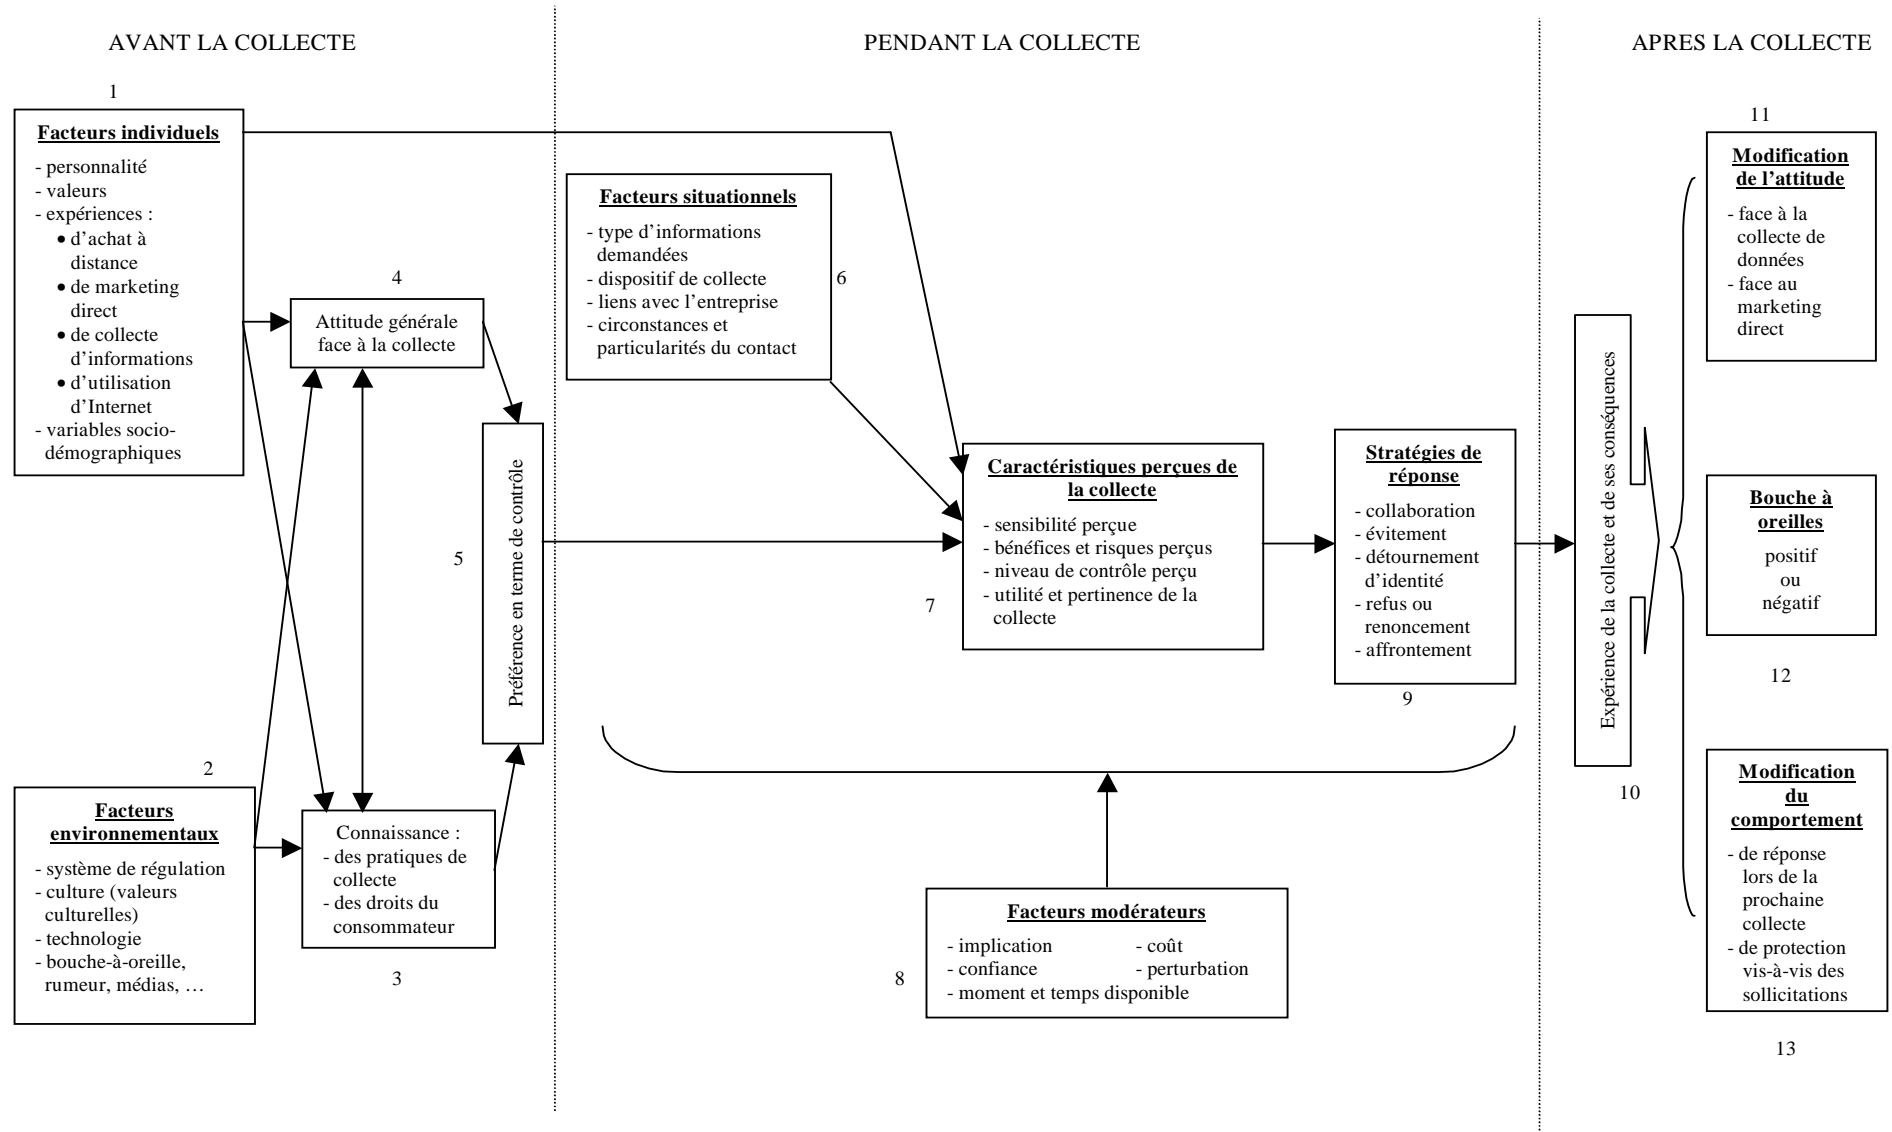 AVANT LA COLLECTE
PENDANT LA COLLECTE
APRES LA COLLECTE
1
Facteurs individuels
- personnalité
- valeurs
- expériences :
• d’achat à
distance
• de marketing
direct
• de collecte
d’informations
• d’utilisation
d’Internet
- variables socio-
démographiques
2
Facteurs
environnementaux
- système de régulation
- culture (valeurs
culturelles)
- technologie
- bouche-à-oreille,
rumeur, médias, …
4
Attitude générale
face à la collecte
Connaissance :
- des pratiques de
collecte
- des droits du
consommateur
3
5
Préférence en terme de contrôle
Facteurs situationnels
- type d’informations
demandées
- dispositif de collecte
- liens avec l’entreprise
- circonstances et
particularités du contact
6
Caractéristiques perçues de
la collecte
- sensibilité perçue
- bénéfices et risques perçus
- niveau de contrôle perçu
- utilité et pertinence de la
collecte
7
Stratégies de
réponse
- collaboration
- évitement
- détournement
d’identité
- refus ou
renoncement
- affrontement
9
Facteurs modérateurs
- implication - coût
- confiance - perturbation
- moment et temps disponible
8
Expérience de la collecte et de ses conséquences
10
11
Modification
de l’attitude
- face à la
collecte de
données
- face au
marketing
direct
Bouche à
oreilles
positif
ou
négatif
12
Modification
du
comportement
- de réponse
lors de la
prochaine
collecte
- de protection
vis-à-vis des
sollicitations
13